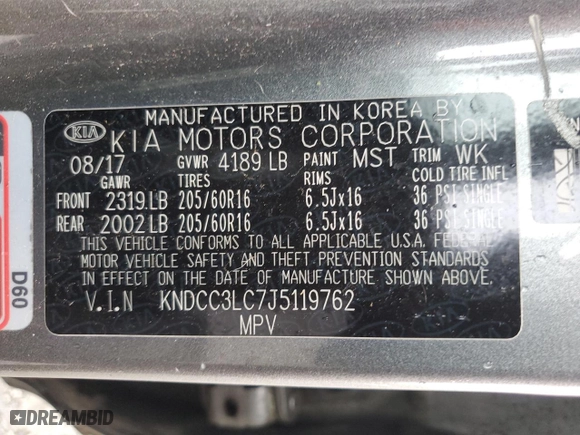 MANUFACTURED IN KOREA BY
KIA KIA MOTORS CORPORATION
08/17 GVWR 4189 LB PAINT MST TRIM WK
GAWR TIRES RIMS COLD TIRE INFL
FRONT 2319.LB 205/60R16 6.5Jx16 36 PSI SINGLE
REAR 2002 LB 205/60R16 6.5Jx16 36 PSI SINGLE
THIS VEHICLE CONFORMS TO ALL APPLICABLE U.S.A. FEDERAL
MOTOR VEHICLE SAFETY AND THEFT PREVENTION STANDARDS
IN EFFECT ON THE DATE OF MANUFACTURE SHOWN ABOVE.
V.I.N KNDCC3LC7J5119762
MPV
D60
DREAMBID